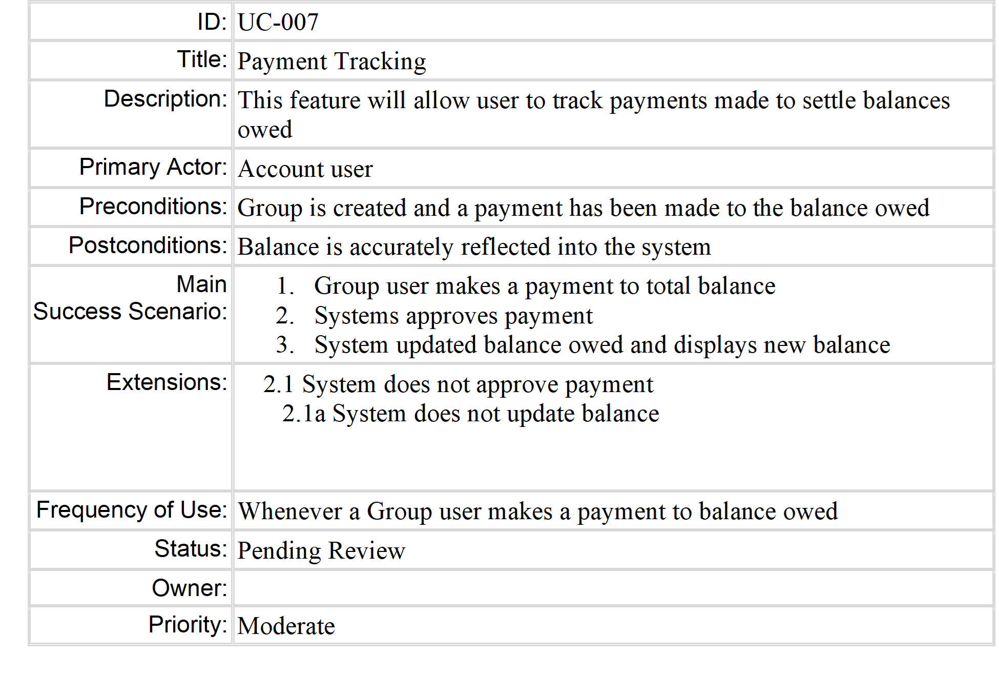 ID: UC-007
Title: Payment Tracking
Description: This feature will allow user to track payments made to settle balances
owed
Primary Actor: Account user
Preconditions: Group is created and a payment has been made to the balance owed
Postconditions: Balance is accurately reflected into the system
Main
Success Scenario:
1. Group user makes a payment to total balance
2. Systems approves payment
3. System updated balance owed and displays new balance
Extensions:
2.1 System does not approve payment
2.1a System does not update balance
Frequency of Use: Whenever a Group user makes a payment to balance owed
Status: Pending Review
Owner:
Priority: Moderate